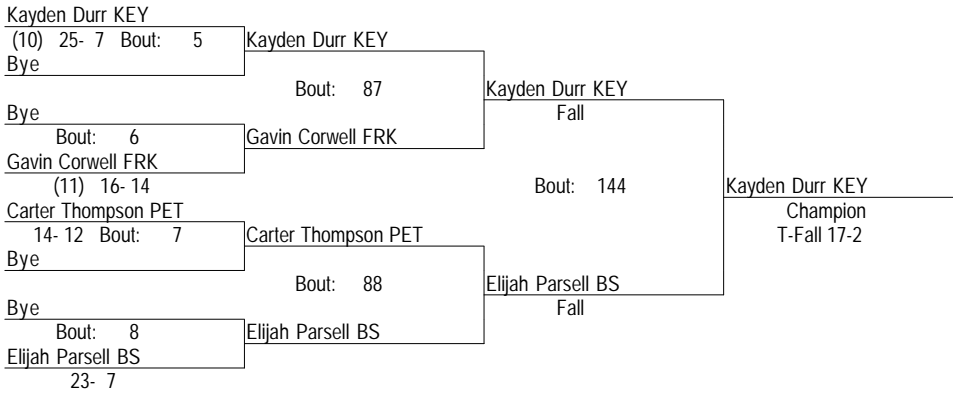 Kayden Durr KEY
(10) 25- 7 Bout: 5 Kayden Durr KEY
Bye
Bout: 87 Kayden Durr KEY
Bye Fall
Bout: 6 Gavin Corwell FRK
Gavin Corwell FRK
(11) 16- 14 Bout: 144 Kayden Durr KEY
Carter Thompson PET Champion
14- 12 Bout: 7 Carter Thompson PET T-Fall 17-2
Bye
Bout: 88 Elijah Parsell BS
Bye Fall
Bout: 8 Elijah Parsell BS
Elijah Parsell BS
23- 7